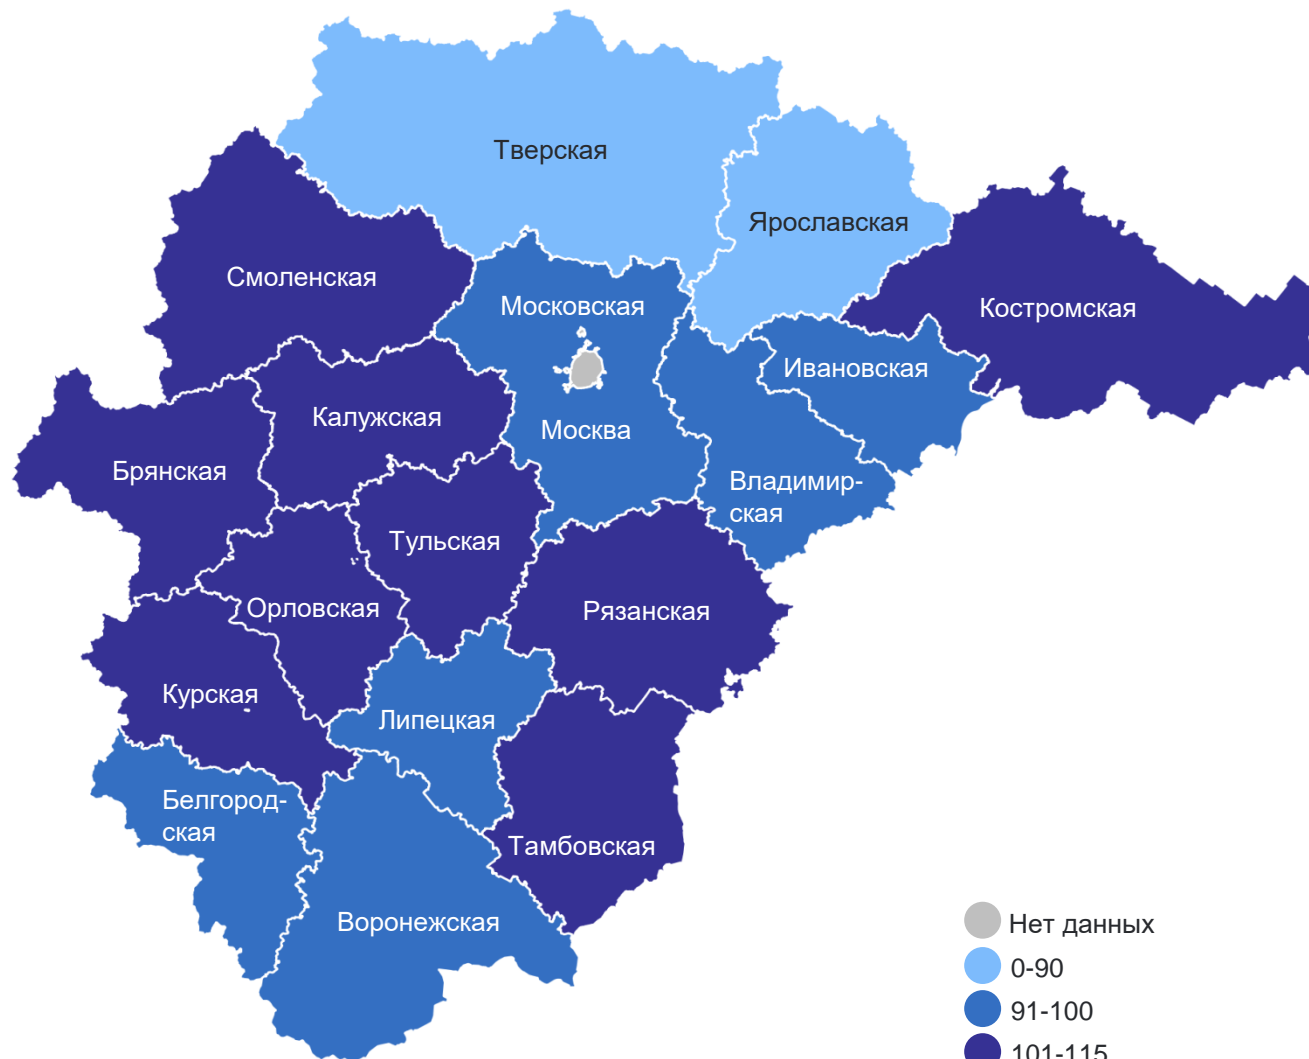 Тверская
Ярославская
Смоленская
Московская
Костромская
Ивановская
Калужская
Москва
Брянская
Владимир-
ская
Тульская
Орловская
Рязанская
Курская
Липецкая
Белгород-
ская
Тамбовская
Воронежская
Нет данных
0-90
91-100
101-115